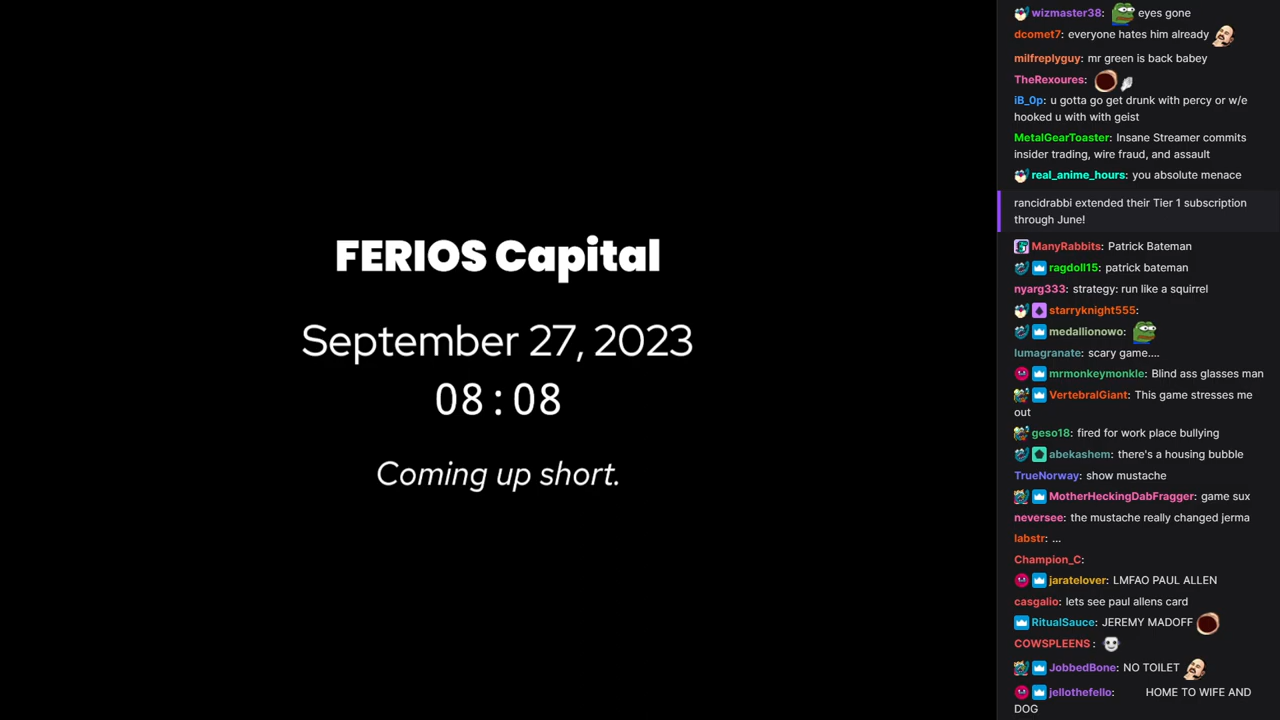 FERIOS Capital
September 27, 2023
08:08
Coming up short.
wizmaster38: eyes gone
dcomet7: everyone hates him already
milfreplyguy: mr green is back babey
TheRexoures:
iB_0p: u gotta go get drunk with percy or w/e
hooked u with with geist
MetalGearToaster: Insane Streamer commits
insider trading, wire fraud, and assault
real_anime_hours: you absolute menace
rancidrabbi extended their Tier 1 subscription
through June!
ManyRabbits: Patrick Bateman
ragdoll15: patrick bateman
nyarg333: strategy: run like a squirrel
starryknight555:
medallionowo:
lumagranate: scary game....
mrmonkeymonkle: Blind ass glasses man
VertebralGiant: This game stresses me
out
geso18: fired for work place bullying
abekashem: there's a housing bubble
TrueNorway: show mustache
MotherHeckingDabFragger: game sux
neversee: the mustache really changed jerma
labstr: ...
Champion_C:
jaratelover: LMFAO PAUL ALLEN
casgalio: lets see paul allens card
RitualSauce: JEREMY MADOFF
COWSPLEENS :
JobbedBone: NO TOILET
jellothefello: HOME TO WIFE AND
DOG